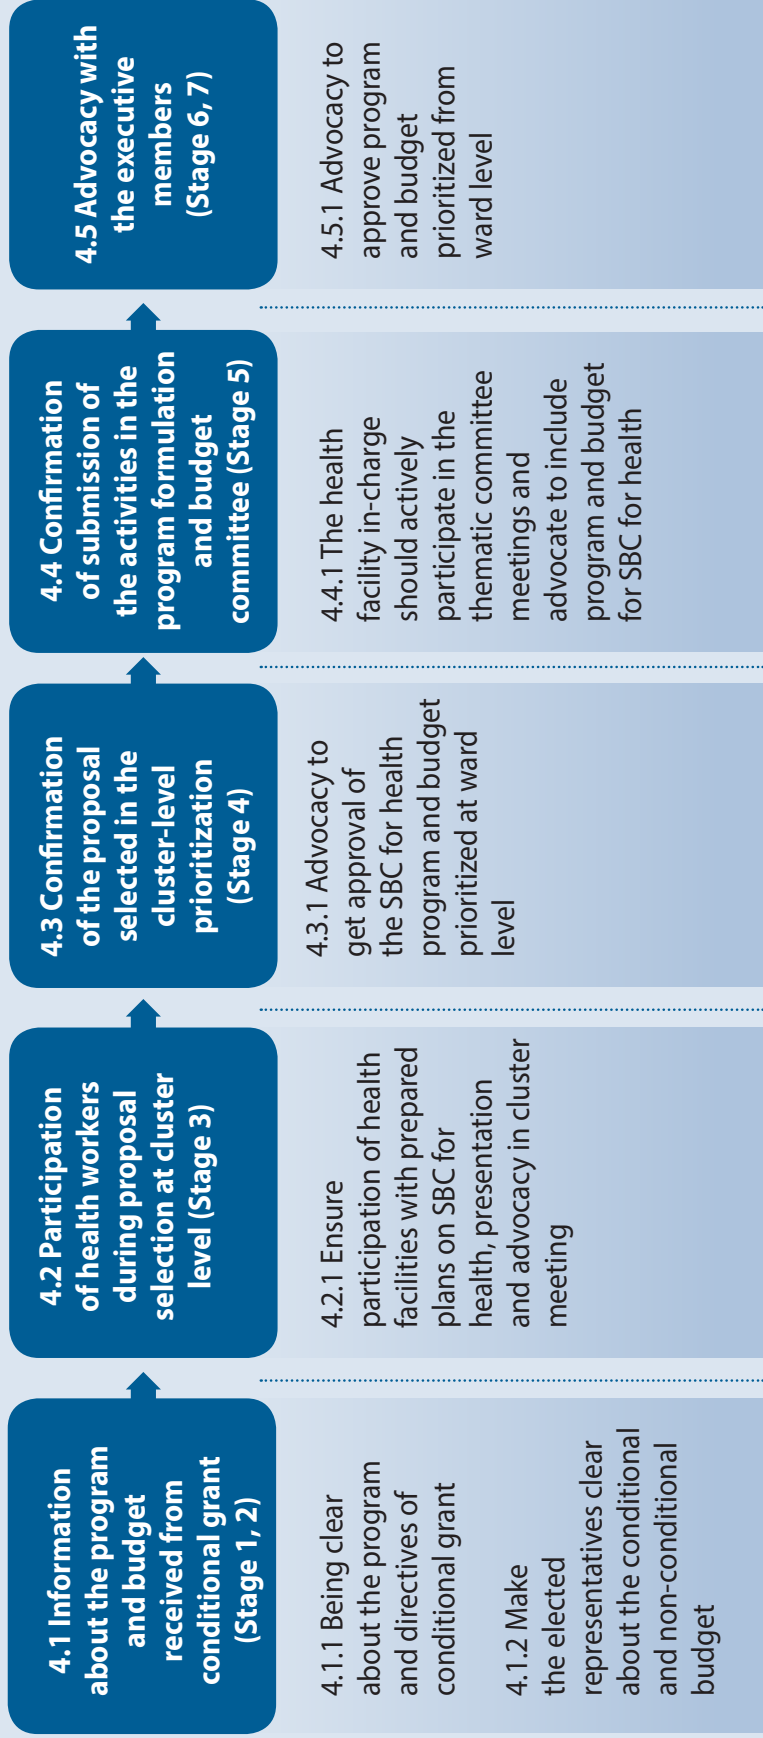 4.1 Information
about the program
and budget
received from
conditional grant
(Stage 1, 2)
4.1.1 Being clear
about the program
and directives of
conditional grant
4.1.2 Make
the elected
representatives clear
about the conditional
and non-conditional
budget
4.2 Participation
of health workers
during proposal
selection at cluster
level (Stage 3)
4.2.1 Ensure
participation of health
facilities with prepared
plans on SBC for
health, presentation
and advocacy in cluster
meeting
4.3 Confirmation
of the proposal
selected in the
cluster-level
prioritization
(Stage 4)
4.3.1 Advocacy to
get approval of
the SBC for health
program and budget
prioritized at ward
level
4.4 Confirmation
of submission of
the activities in the
program formulation
and budget
committee (Stage 5)
4.4.1 The health
facility in-charge
should actively
participate in the
thematic committee
meetings and
advocate to include
program and budget
for SBC for health
4.5 Advocacy with
the executive
members
(Stage 6, 7)
4.5.1 Advocacy to
approve program
and budget
prioritized from
ward level